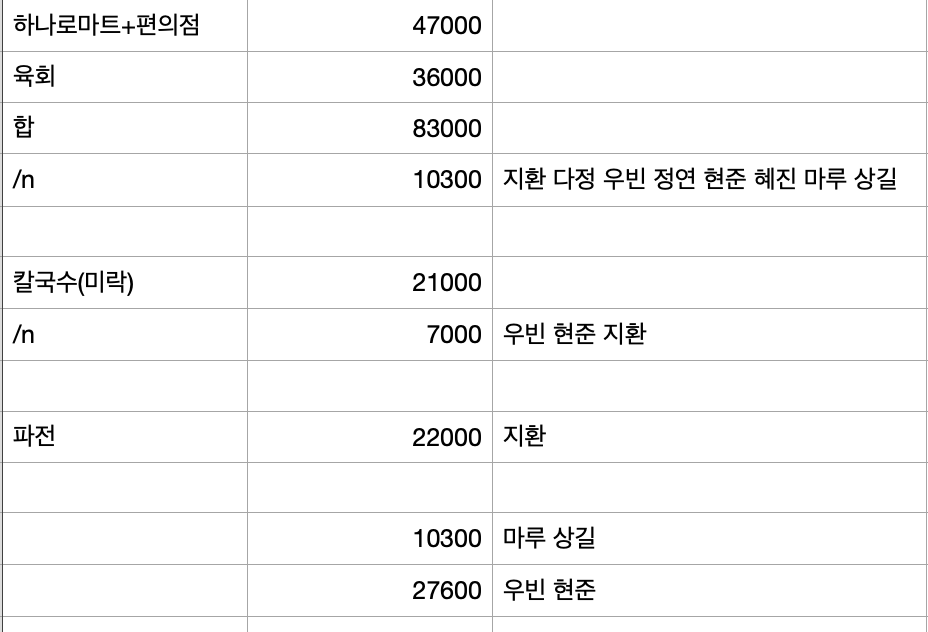 하나로마트+편의점 47000
육회 36000
합 83000
/n 10300 지환 다정 우빈 정연 현준 혜진 마루 상길
칼국수(미락) 21000
/n 7000 우빈 현준 지환
파전 22000 지환
10300 마루 상길
27600 우빈 현준